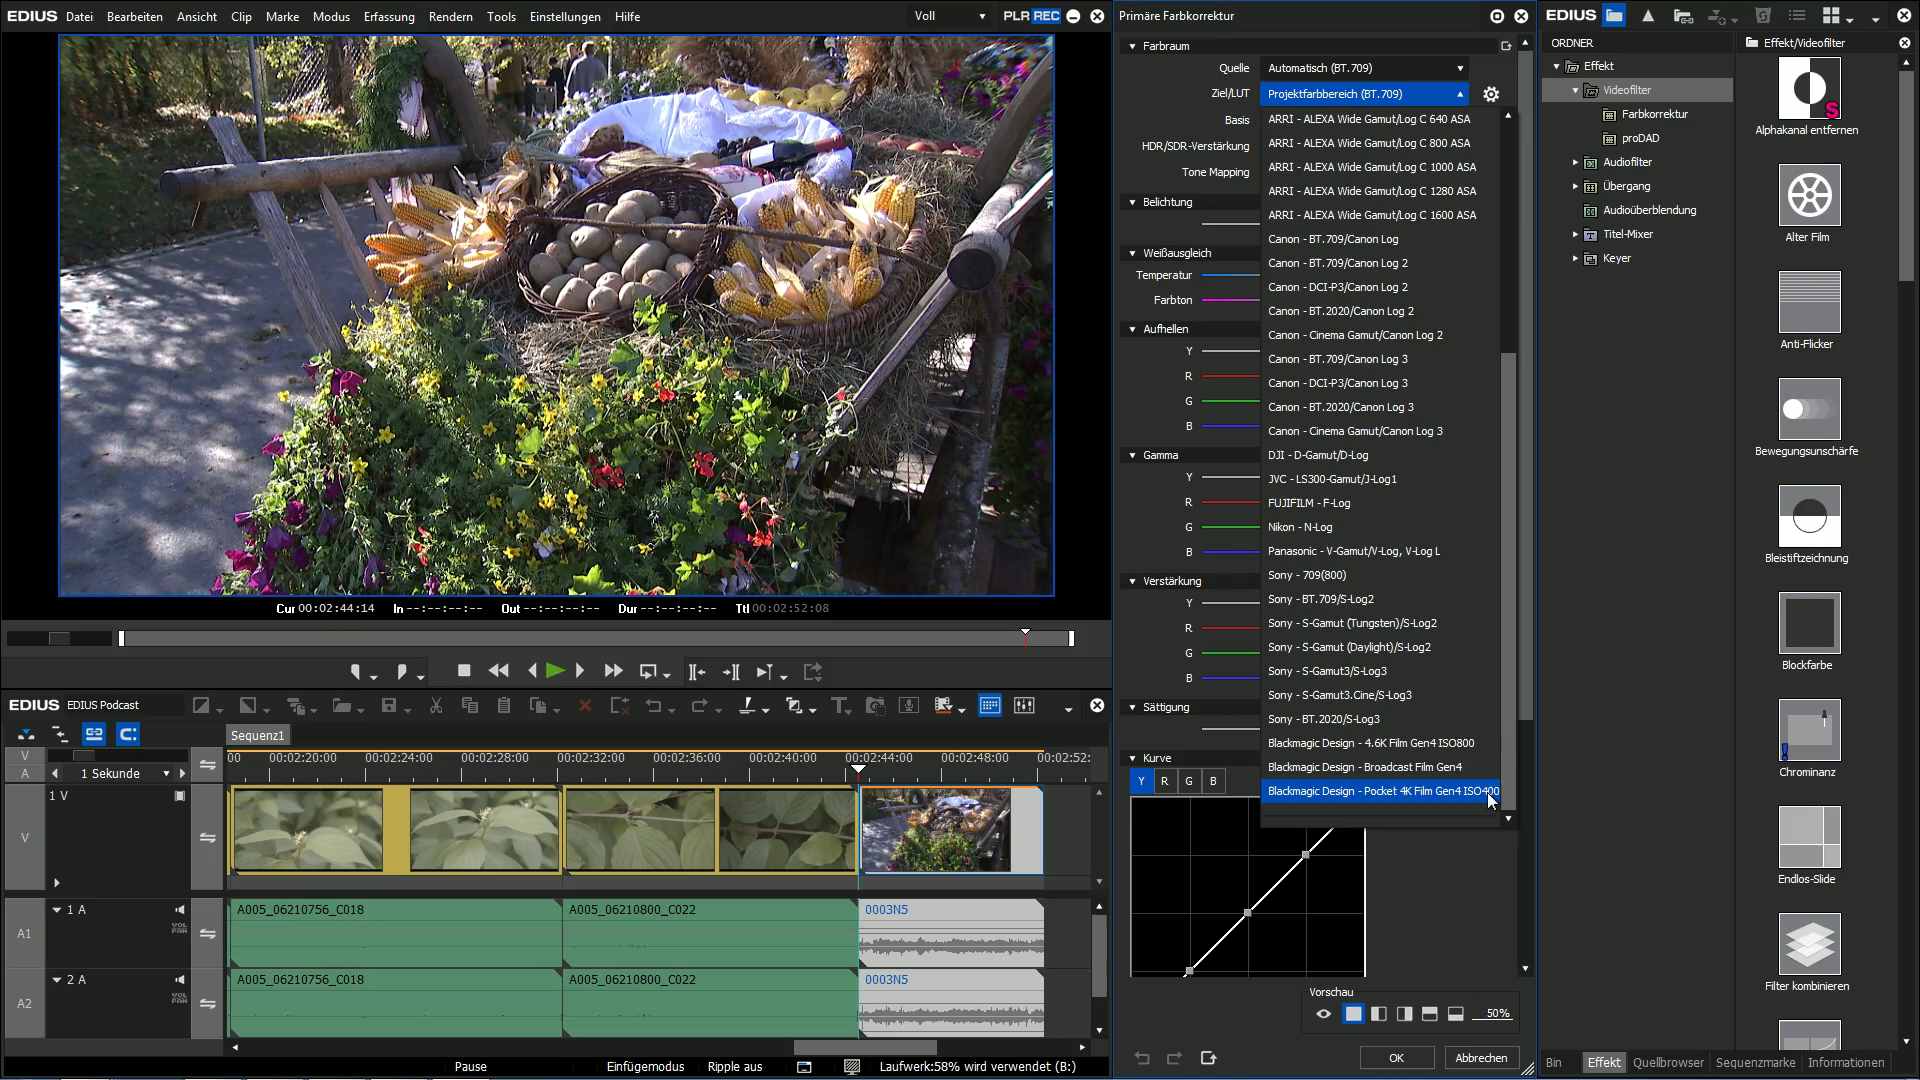 EDIUS Datei Bearbeiten Ansicht Clip Marke Modus Erfassung Rendern Tools Einstellungen Hilfe Voll PLR REC
Cur 00:02:44:14 In --:--:--:-- Out --:--:--:-- Dur --:--:--:-- Ttl 00:02:52:08
EDIUS EDIUS Podcast
Sequenz1
V
A
1 Sekunde
00 00:02:20:00 00:02:24:00 00:02:28:00 00:02:32:00 00:02:36:00 00:02:40:00 00:02:44:00 00:02:48:00 00:02:52:
1 V
V
1 A
VOL
PAN
A1
A005_06210756_C018 A005_06210800_C022 0003N5
2 A
VOL
PAN
A2
A005_06210756_C018 A005_06210800_C022 0003N5
Pause Einfügemodus Ripple aus Laufwerk:58% wird verwendet (B:)
Primäre Farbkorrektur
Farbraum
Quelle Automatisch (BT.709)
Ziel/LUT Projektfarbbereich (BT.709)
Basis
HDR/SDR-Verstärkung
Tone Mapping
Belichtung
Weißausgleich
Temperatur
Farbton
Aufhellen
Y
R
G
B
Gamma
Y
R
G
B
Verstärkung
Y
R
G
B
Sättigung
Kurve
Y R G B
ARRI - ALEXA Wide Gamut/Log C 640 ASA
ARRI - ALEXA Wide Gamut/Log C 800 ASA
ARRI - ALEXA Wide Gamut/Log C 1000 ASA
ARRI - ALEXA Wide Gamut/Log C 1280 ASA
ARRI - ALEXA Wide Gamut/Log C 1600 ASA
Canon - BT.709/Canon Log
Canon - BT.709/Canon Log 2
Canon - DCI-P3/Canon Log 2
Canon - BT.2020/Canon Log 2
Canon - Cinema Gamut/Canon Log 2
Canon - BT.709/Canon Log 3
Canon - DCI-P3/Canon Log 3
Canon - BT.2020/Canon Log 3
Canon - Cinema Gamut/Canon Log 3
DJI - D-Gamut/D-Log
JVC - LS300-Gamut/J-Log1
FUJIFILM - F-Log
Nikon - N-Log
Panasonic - V-Gamut/V-Log, V-Log L
Sony - 709(800)
Sony - BT.709/S-Log2
Sony - S-Gamut (Tungsten)/S-Log2
Sony - S-Gamut (Daylight)/S-Log2
Sony - S-Gamut3/S-Log3
Sony - S-Gamut3.Cine/S-Log3
Sony - BT.2020/S-Log3
Blackmagic Design - 4.6K Film Gen4 ISO800
Blackmagic Design - Broadcast Film Gen4
Blackmagic Design - Pocket 4K Film Gen4 ISO400
Vorschau
50%
OK Abbrechen
EDIUS
ORDNER
Effekt
Videofilter
Farbkorrektur
proDAD
Audiofilter
Übergang
Audioüberblendung
Titel-Mixer
Keyer
Effekt/Videofilter
S
Alphakanal entfernen
Alter Film
Anti-Flicker
Bewegungsunschärfe
Bleistiftzeichnung
Blockfarbe
Chrominanz
Endlos-Slide
Filter kombinieren
Bin Effekt Quellbrowser Sequenzmarke Informationen